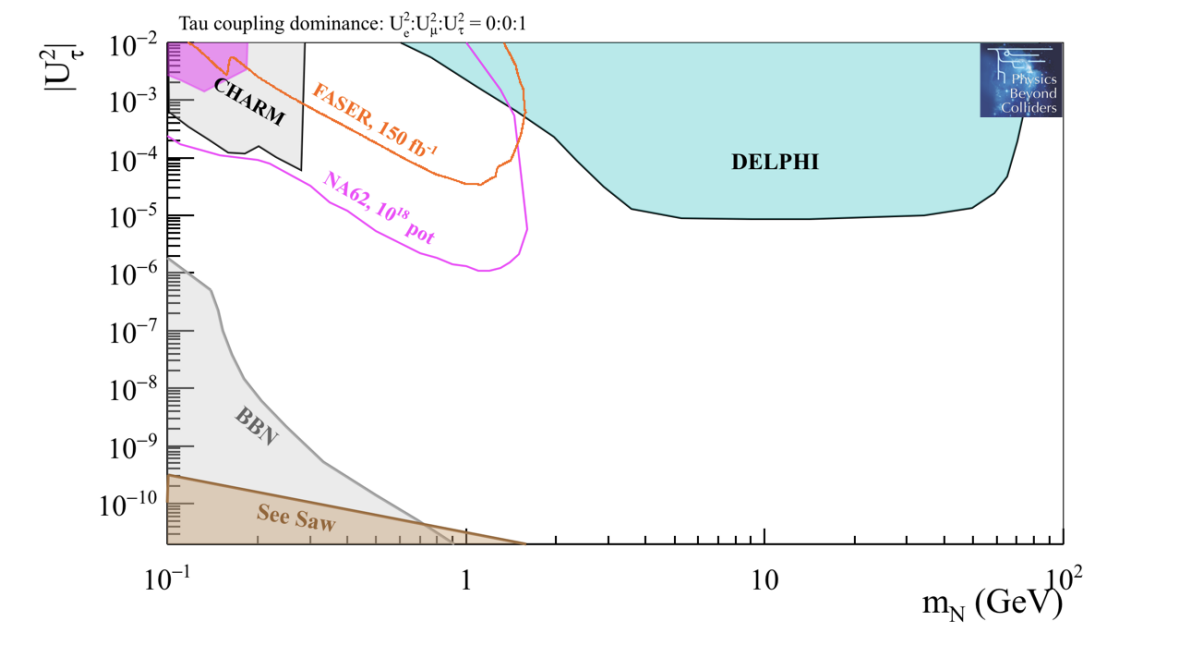 Tau coupling dominance: U²ₑ:U²μ:U²τ = 0:0:1
|U²τ|
10⁻²
10⁻³
10⁻⁴
10⁻⁵
10⁻⁶
10⁻⁷
10⁻⁸
10⁻⁹
10⁻¹⁰
CHARM
FASER, 150 fb⁻¹
NA62, 10¹⁸ pot
DELPHI
Physics
Beyond
Colliders
BBN
See Saw
10⁻¹
1
10
10²
m_N (GeV)